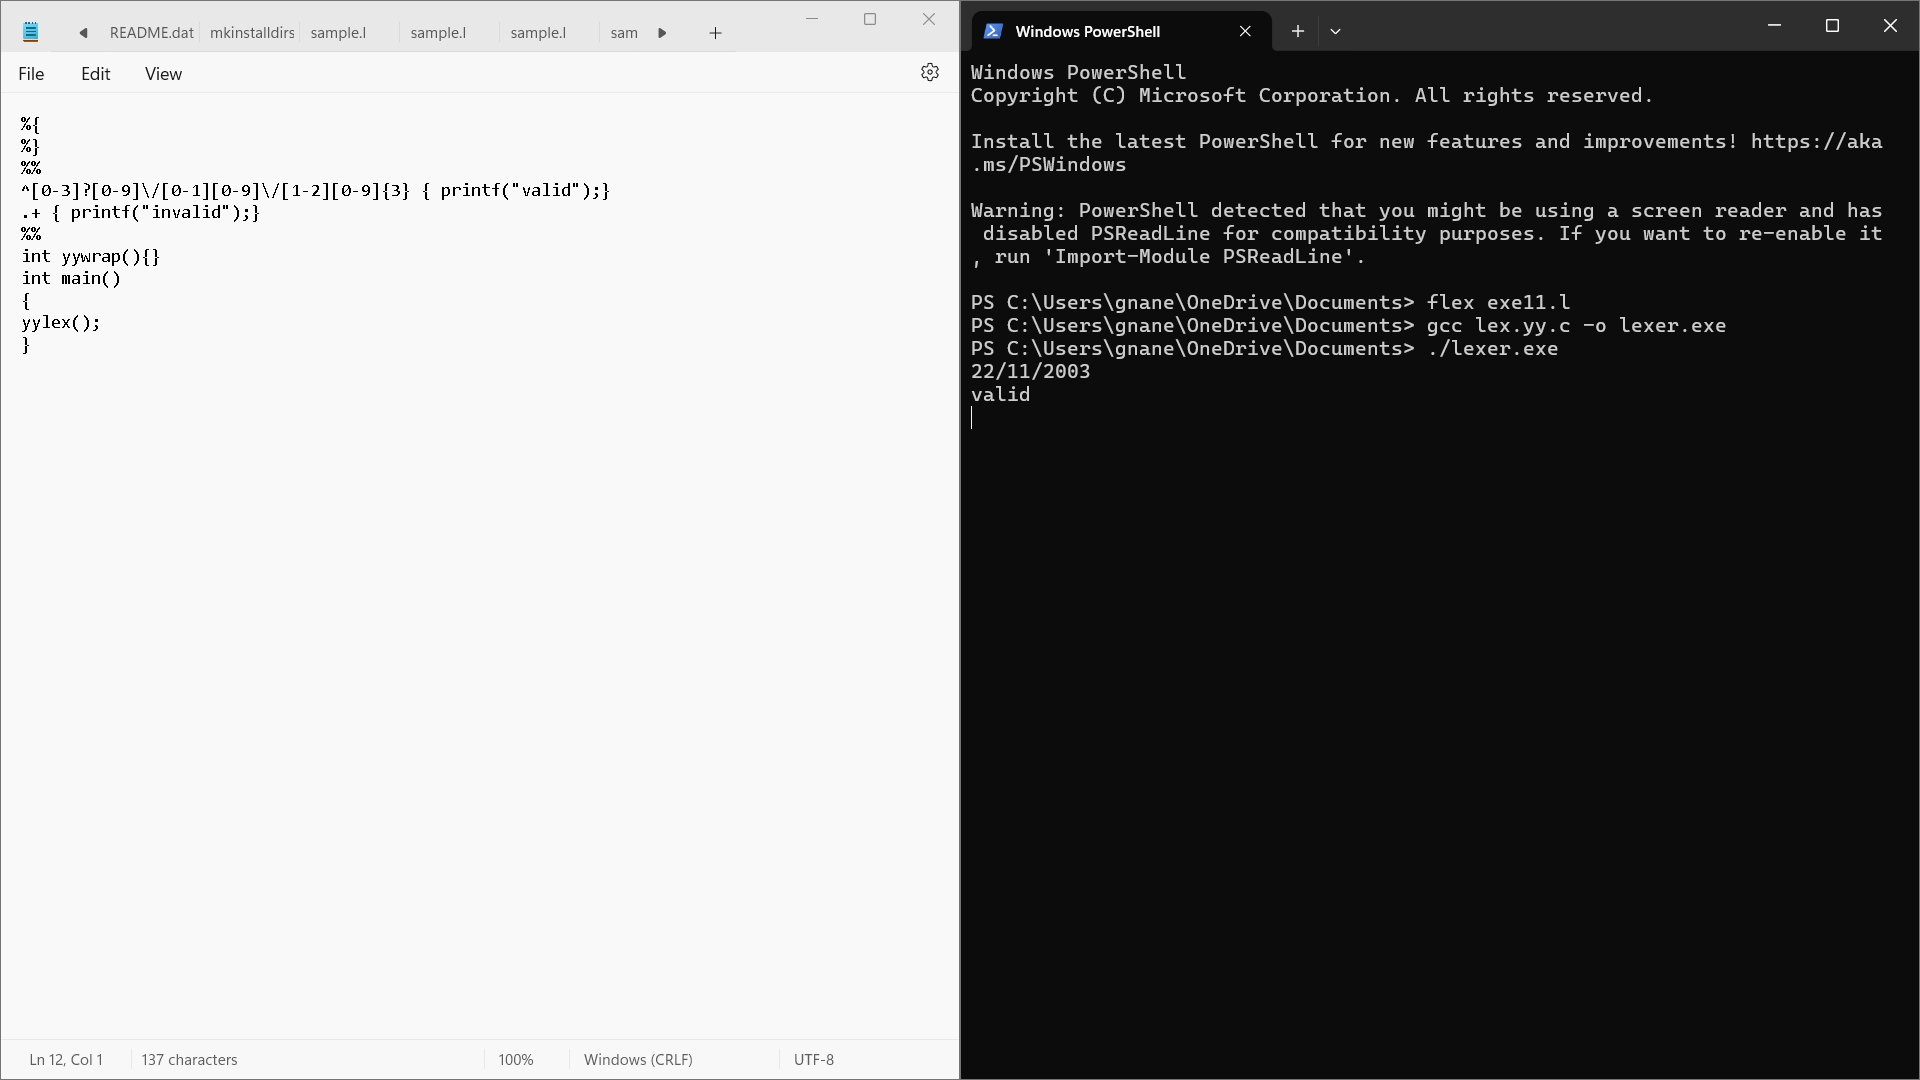 README.dat mkinstalldirs sample.l sample.l sample.l sam
File Edit View
%{
%}
%%
^[0-3]?[0-9]\/[0-1][0-9]\/[1-2][0-9]{3} { printf("valid");}
.+ { printf("invalid");}
%%
int yywrap(){}
int main()
{
yylex();
}
Ln 12, Col 1 137 characters 100% Windows (CRLF) UTF-8
Windows PowerShell
Windows PowerShell
Copyright (C) Microsoft Corporation. All rights reserved.
Install the latest PowerShell for new features and improvements! https://aka
.ms/PSWindows
Warning: PowerShell detected that you might be using a screen reader and has
disabled PSReadLine for compatibility purposes. If you want to re-enable it
, run 'Import-Module PSReadLine'.
PS C:\Users\gnane\OneDrive\Documents> flex exe11.l
PS C:\Users\gnane\OneDrive\Documents> gcc lex.yy.c -o lexer.exe
PS C:\Users\gnane\OneDrive\Documents> ./lexer.exe
22/11/2003
valid